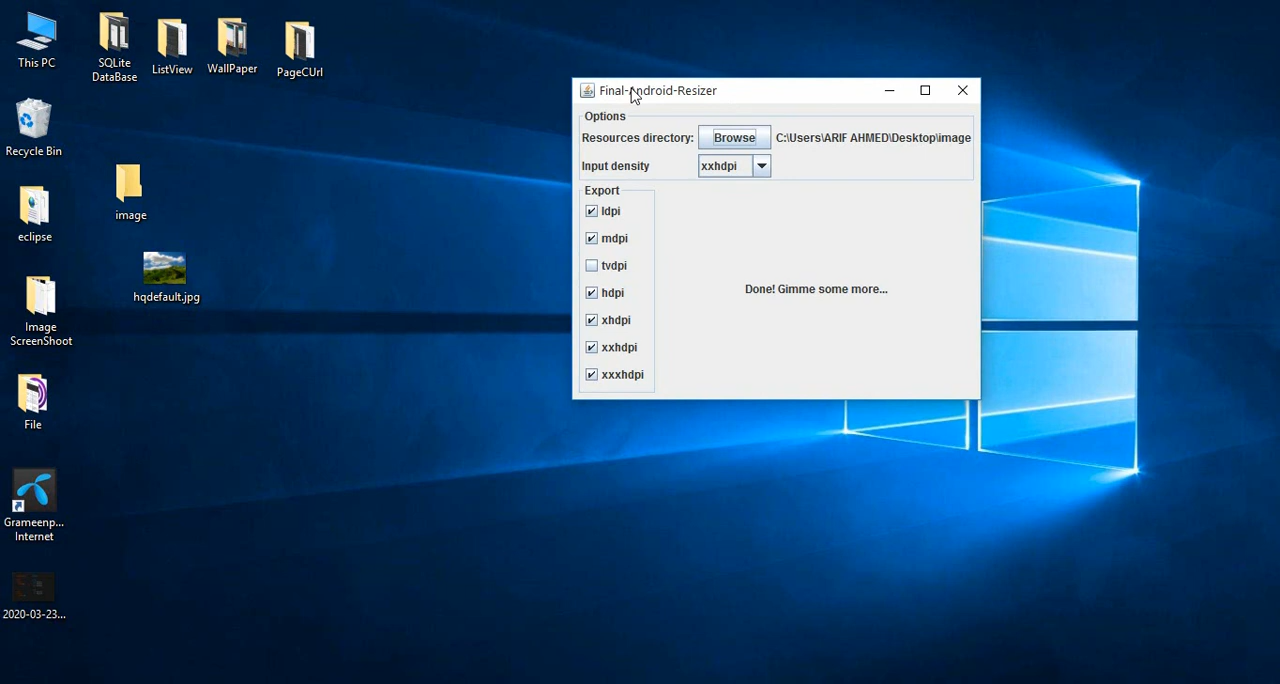 This PC
SQLite
DataBase
ListView
WallPaper
PageCUrl
Recycle Bin
image
eclipse
hqdefault.jpg
Image
ScreenShoot
File
Grameenp...
Internet
2020-03-23...
Final-Android-Resizer
Options
Resources directory: Browse C:\Users\ARIF AHMED\Desktop\image
Input density xxhdpi
Export
ldpi
mdpi
tvdpi
hdpi
xhdpi
xxhdpi
xxxhdpi
Done! Gimme some more...